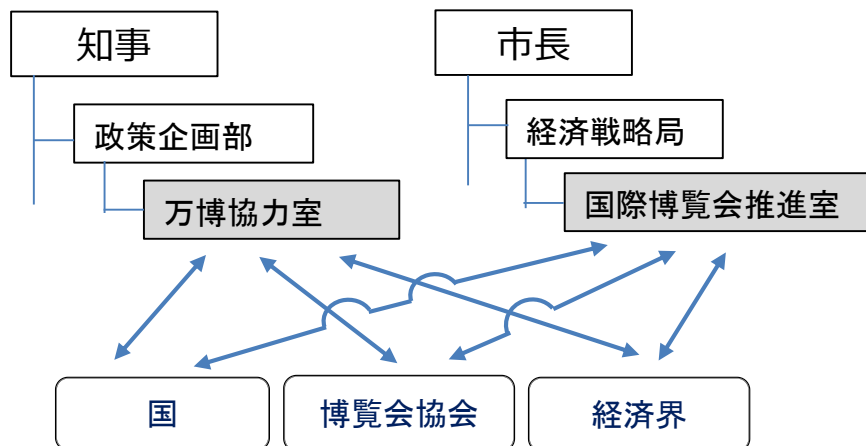 知事
市長
政策企画部
経済戦略局
万博協力室
国際博覧会推進室
国
博覧会協会
経済界